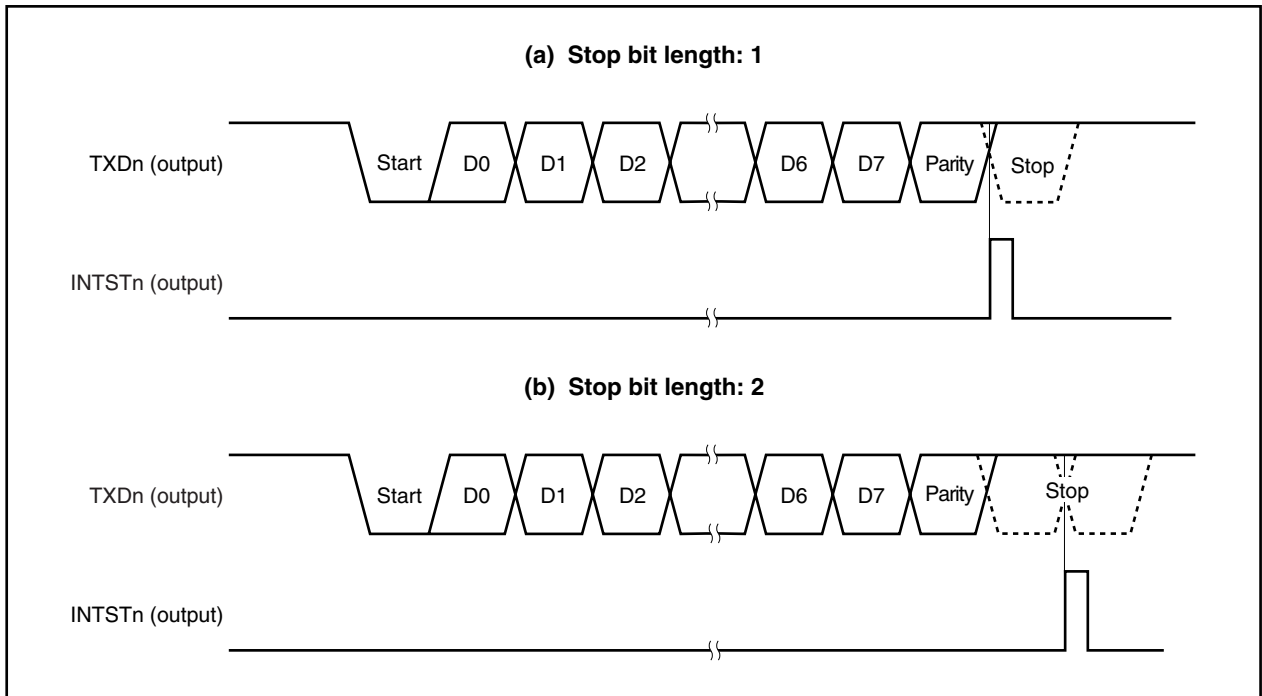 (a) Stop bit length: 1
TXDn (output) Start D0 D1 D2 D6 D7 Parity Stop
INTSTn (output)
(b) Stop bit length: 2
TXDn (output) Start D0 D1 D2 D6 D7 Parity Stop
INTSTn (output)